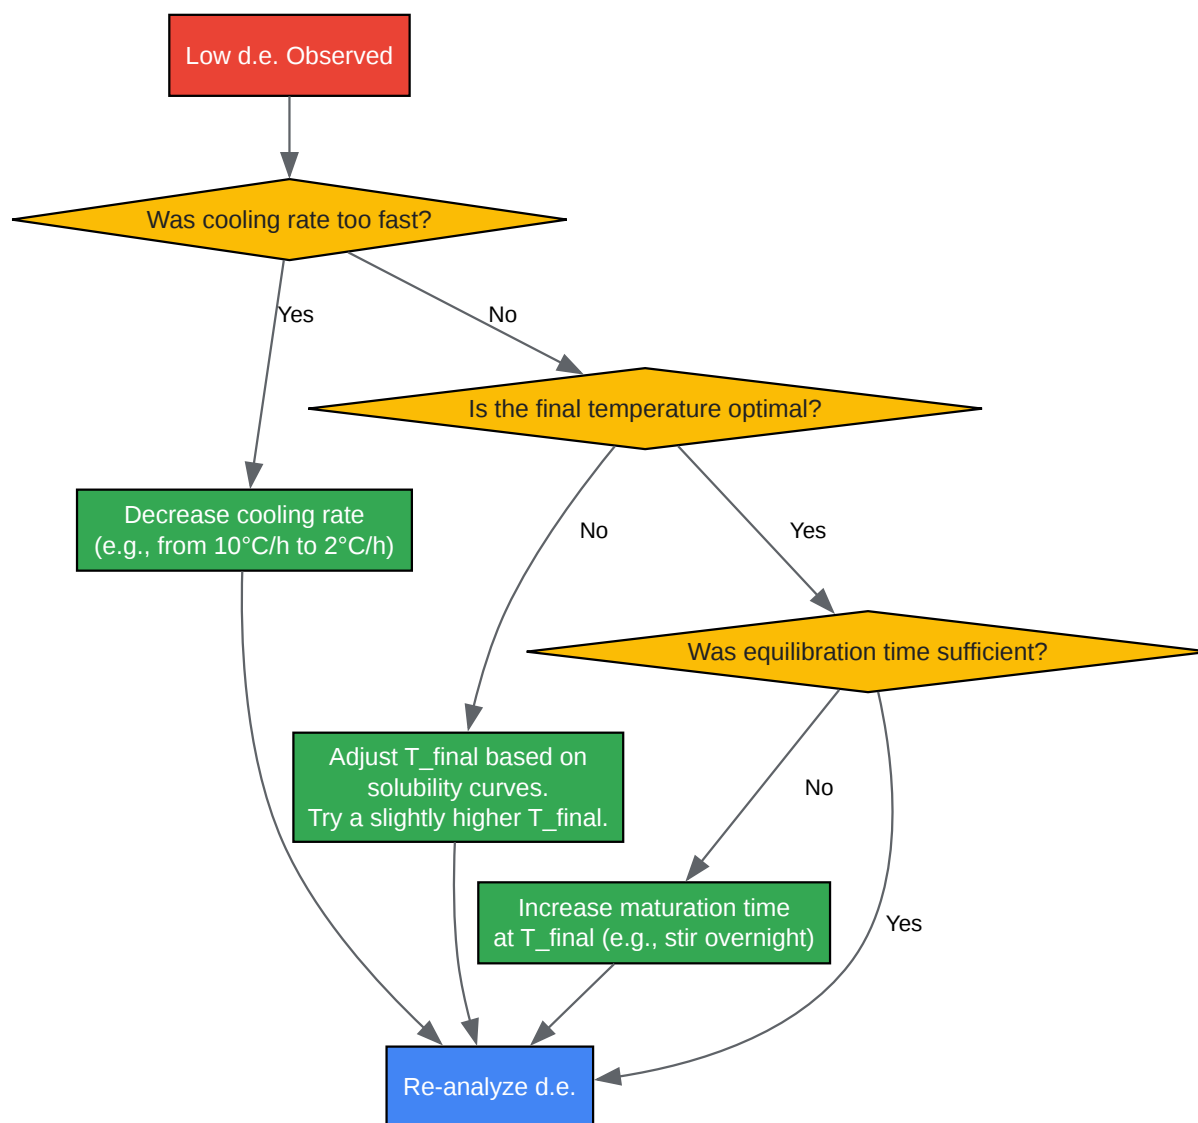 Low d.e. Observed
Was cooling rate too fast?
Yes
No
Is the final temperature optimal?
Decrease cooling rate
(e.g., from 10°C/h to 2°C/h)
No
Yes
Was equilibration time sufficient?
Adjust T_final based on
solubility curves.
Try a slightly higher T_final.
No
Increase maturation time
at T_final (e.g., stir overnight)
Yes
Re-analyze d.e.